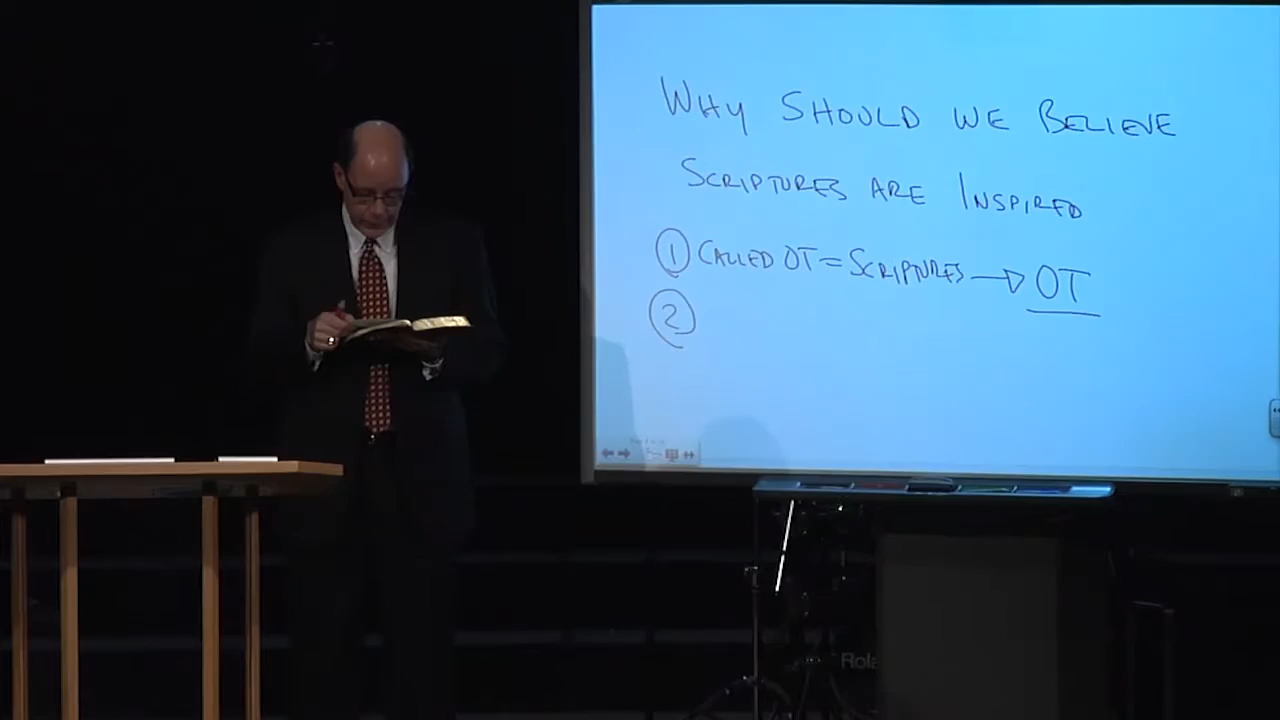 WHY SHOULD WE BELIEVE
SCRIPTURES ARE INSPIRED
① CALLED OT = SCRIPTURES → OT
②